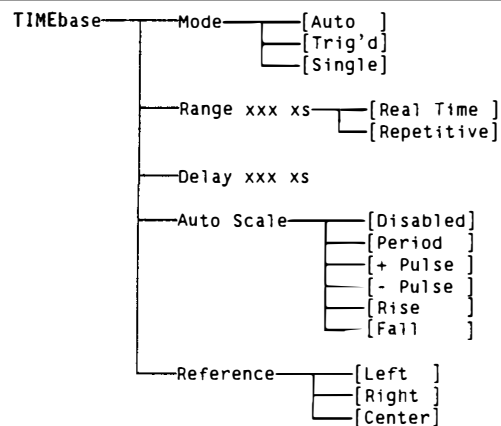 TIMEbase Mode [Auto ]
[Trig'd]
[Single]
Range xxx xs [Real Time ]
[Repetitive]
Delay xxx xs
Auto Scale [Disabled]
[Period ]
[+ Pulse ]
[- Pulse ]
[Rise ]
[Fall ]
Reference [Left ]
[Right ]
[Center]